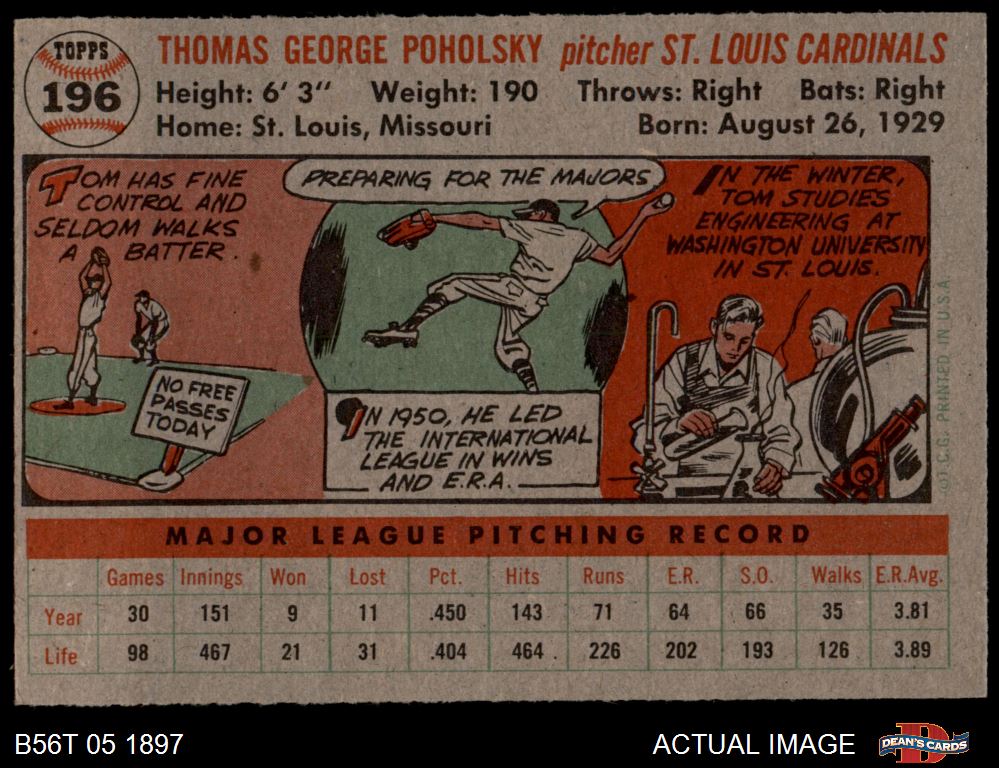 TOPPS
196
THOMAS GEORGE POHOLSKY pitcher ST. LOUIS CARDINALS
Height: 6' 3" Weight: 190 Throws: Right Bats: Right
Home: St. Louis, Missouri Born: August 26, 1929
TOM HAS FINE
CONTROL AND
SELDOM WALKS
A BATTER.
NO FREE
PASSES
TODAY
PREPARING FOR THE MAJORS
IN 1950, HE LED
THE INTERNATIONAL
LEAGUE IN WINS
AND E.R.A.
IN THE WINTER,
TOM STUDIES
ENGINEERING AT
WASHINGTON UNIVERSITY
IN ST. LOUIS.
© T.C.G. PRINTED IN U.S.A.
MAJOR LEAGUE PITCHING RECORD
Games Innings Won Lost Pct. Hits Runs E.R. S.O. Walks E.R.Avg.
Year 30 151 9 11 .450 143 71 64 66 35 3.81
Life 98 467 21 31 .404 464 226 202 193 126 3.89
B56T 05 1897 ACTUAL IMAGE
DEAN'S CARDS